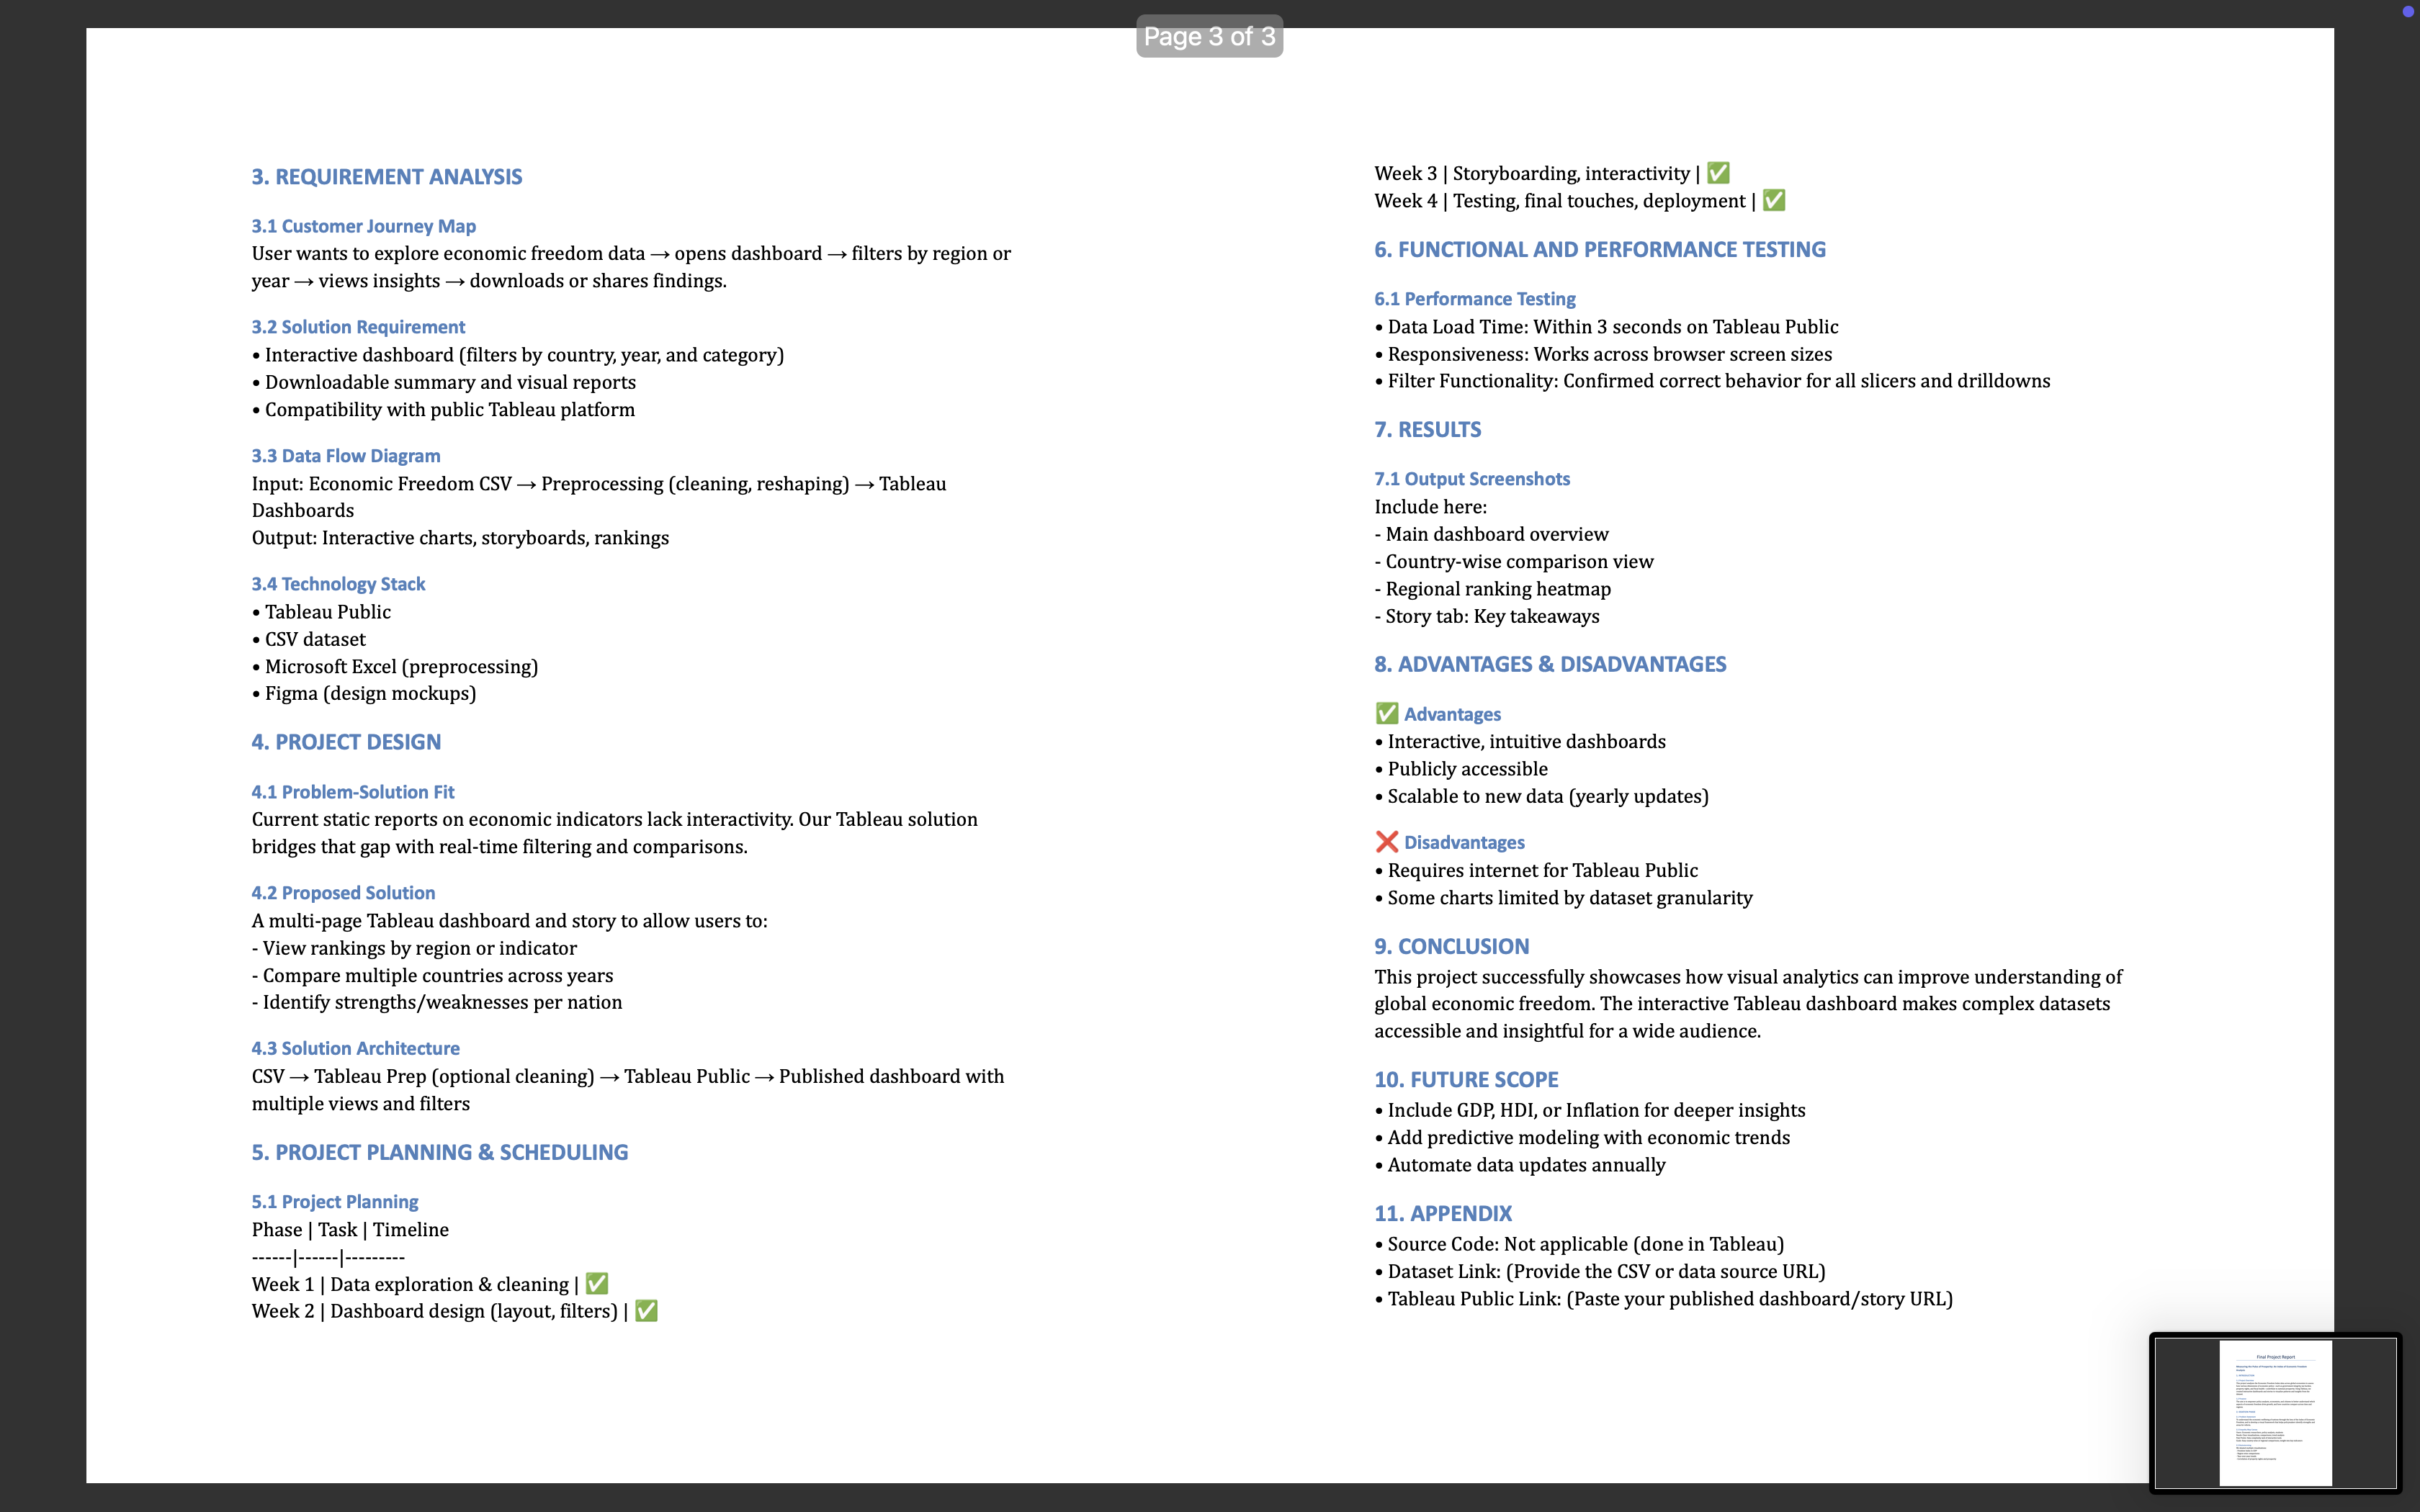 Page 3 of 3
3. REQUIREMENT ANALYSIS
3.1 Customer Journey Map
User wants to explore economic freedom data → opens dashboard → filters by region or
year → views insights → downloads or shares findings.
3.2 Solution Requirement
• Interactive dashboard (filters by country, year, and category)
• Downloadable summary and visual reports
• Compatibility with public Tableau platform
3.3 Data Flow Diagram
Input: Economic Freedom CSV → Preprocessing (cleaning, reshaping) → Tableau
Dashboards
Output: Interactive charts, storyboards, rankings
3.4 Technology Stack
• Tableau Public
• CSV dataset
• Microsoft Excel (preprocessing)
• Figma (design mockups)
4. PROJECT DESIGN
4.1 Problem-Solution Fit
Current static reports on economic indicators lack interactivity. Our Tableau solution
bridges that gap with real-time filtering and comparisons.
4.2 Proposed Solution
A multi-page Tableau dashboard and story to allow users to:
- View rankings by region or indicator
- Compare multiple countries across years
- Identify strengths/weaknesses per nation
4.3 Solution Architecture
CSV → Tableau Prep (optional cleaning) → Tableau Public → Published dashboard with
multiple views and filters
5. PROJECT PLANNING & SCHEDULING
5.1 Project Planning
Phase | Task | Timeline
------|------|---------
Week 1 | Data exploration & cleaning | ✅
Week 2 | Dashboard design (layout, filters) | ✅
Week 3 | Storyboarding, interactivity | ✅
Week 4 | Testing, final touches, deployment | ✅
6. FUNCTIONAL AND PERFORMANCE TESTING
6.1 Performance Testing
• Data Load Time: Within 3 seconds on Tableau Public
• Responsiveness: Works across browser screen sizes
• Filter Functionality: Confirmed correct behavior for all slicers and drilldowns
7. RESULTS
7.1 Output Screenshots
Include here:
- Main dashboard overview
- Country-wise comparison view
- Regional ranking heatmap
- Story tab: Key takeaways
8. ADVANTAGES & DISADVANTAGES
✅ Advantages
• Interactive, intuitive dashboards
• Publicly accessible
• Scalable to new data (yearly updates)
❌ Disadvantages
• Requires internet for Tableau Public
• Some charts limited by dataset granularity
9. CONCLUSION
This project successfully showcases how visual analytics can improve understanding of
global economic freedom. The interactive Tableau dashboard makes complex datasets
accessible and insightful for a wide audience.
10. FUTURE SCOPE
• Include GDP, HDI, or Inflation for deeper insights
• Add predictive modeling with economic trends
• Automate data updates annually
11. APPENDIX
• Source Code: Not applicable (done in Tableau)
• Dataset Link: (Provide the CSV or data source URL)
• Tableau Public Link: (Paste your published dashboard/story URL)
Final Project Report